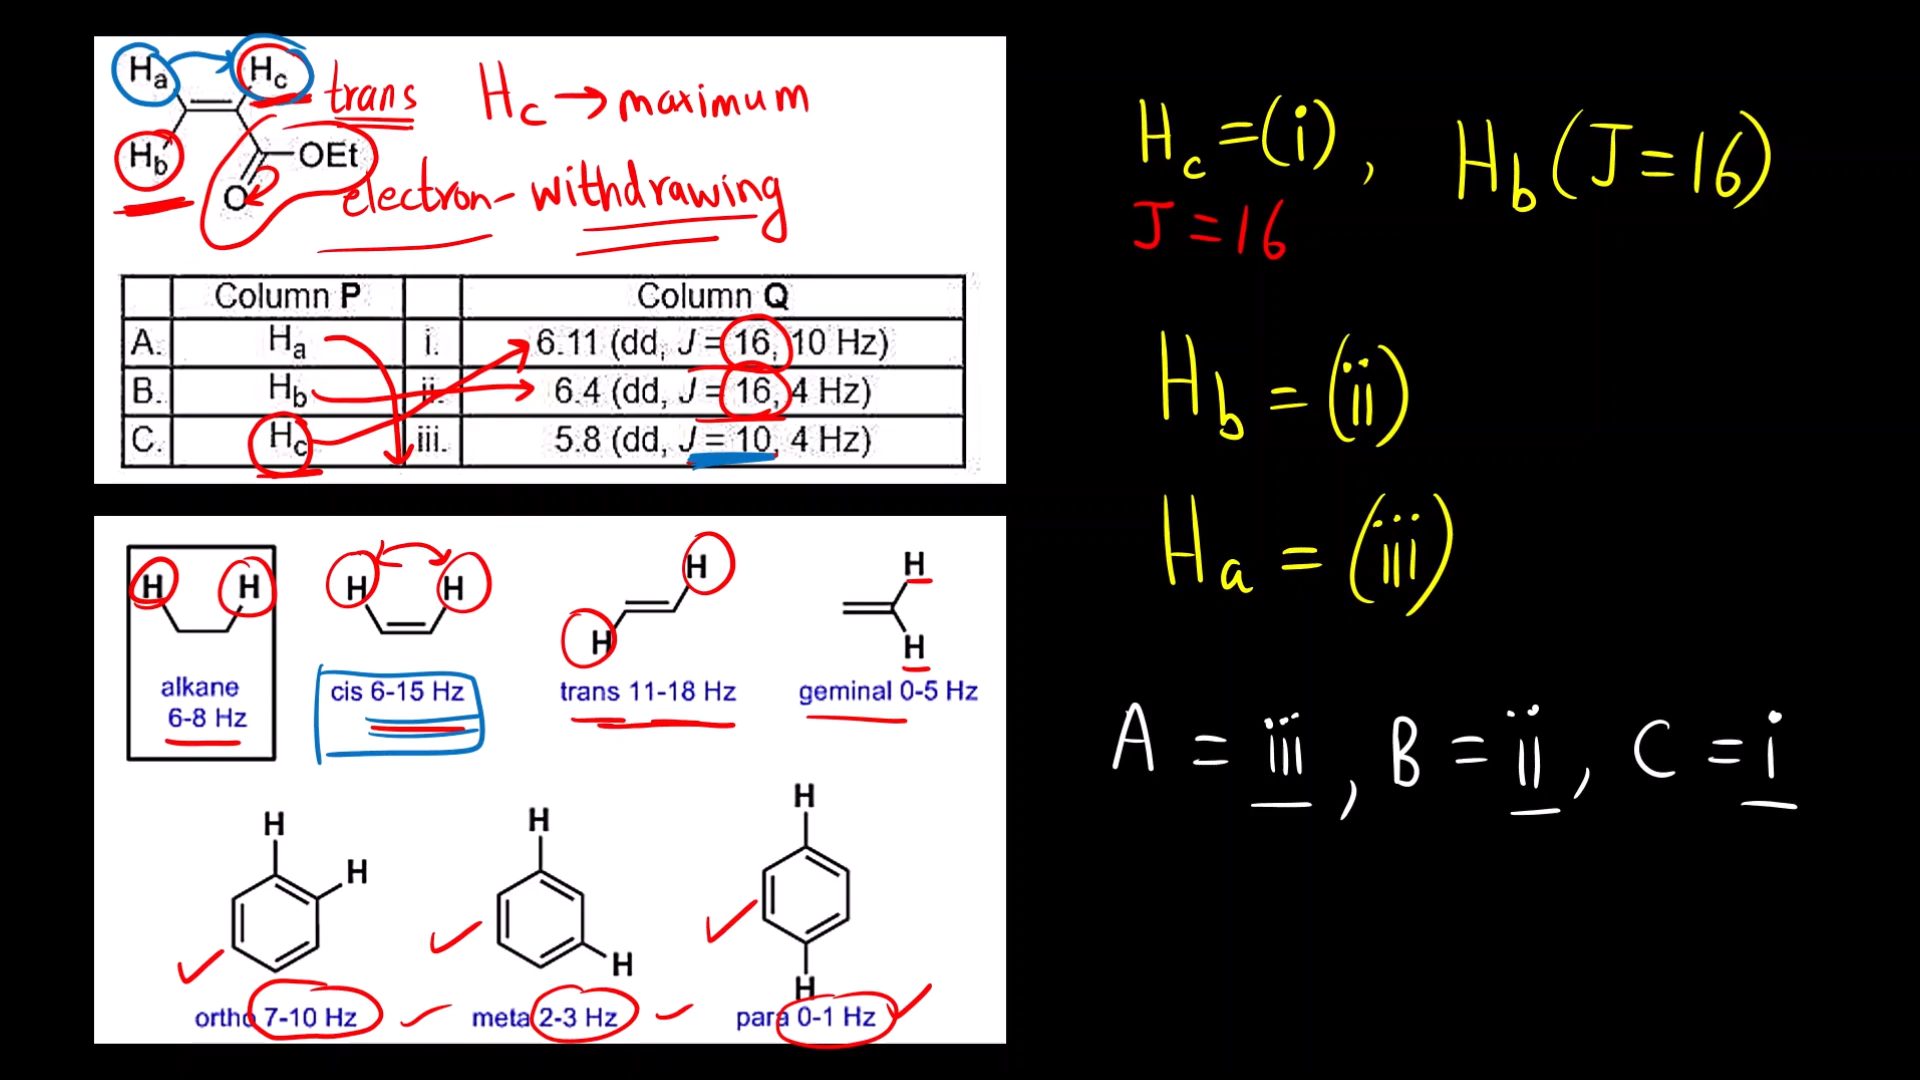 Ha Hc trans Hc → maximum
Hb OEt
O electron-withdrawing
Column P Column Q
A. Ha i. 6.11 (dd, J = 16, 10 Hz)
B. Hb ii. 6.4 (dd, J = 16, 4 Hz)
C. Hc iii. 5.8 (dd, J = 10, 4 Hz)
H H H H H H
H H
alkane cis 6-15 Hz trans 11-18 Hz geminal 0-5 Hz
6-8 Hz
H H H
H H H
ortho 7-10 Hz meta 2-3 Hz para 0-1 Hz
Hc = (i), Hb (J = 16)
J = 16
Hb = (ii)
Ha = (iii)
A = iii, B = ii, C = i